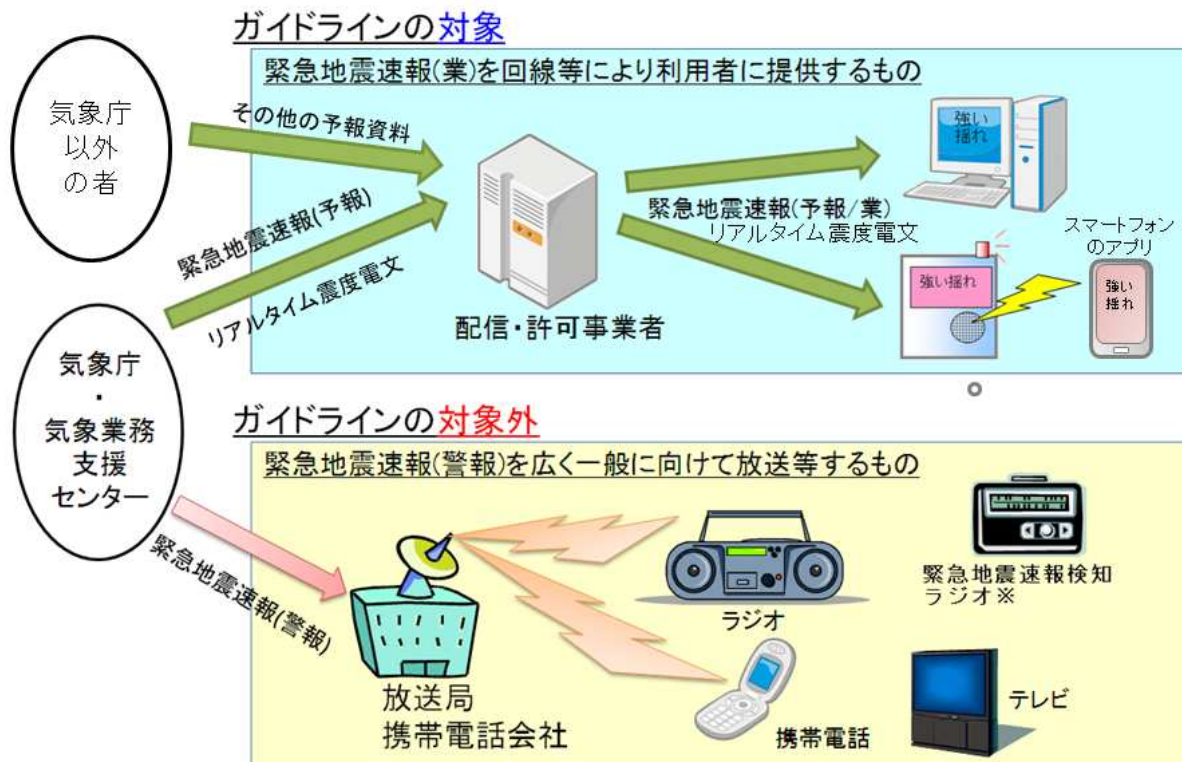 ガイドラインの対象
緊急地震速報(業)を回線等により利用者に提供するもの
気象庁
以外
の者
その他の予報資料
緊急地震速報(予報)
リアルタイム震度電文
配信・許可事業者
緊急地震速報(予報/業)
リアルタイム震度電文
強い
揺れ
強い揺れ
スマートフォン
のアプリ
強い
揺れ
気象庁
・
気象業務
支援
センター
ガイドラインの対象外
緊急地震速報(警報)を広く一般に向けて放送等するもの
緊急地震速報(警報)
放送局
携帯電話会社
ラジオ
携帯電話
緊急地震速報検知
ラジオ※
テレビ